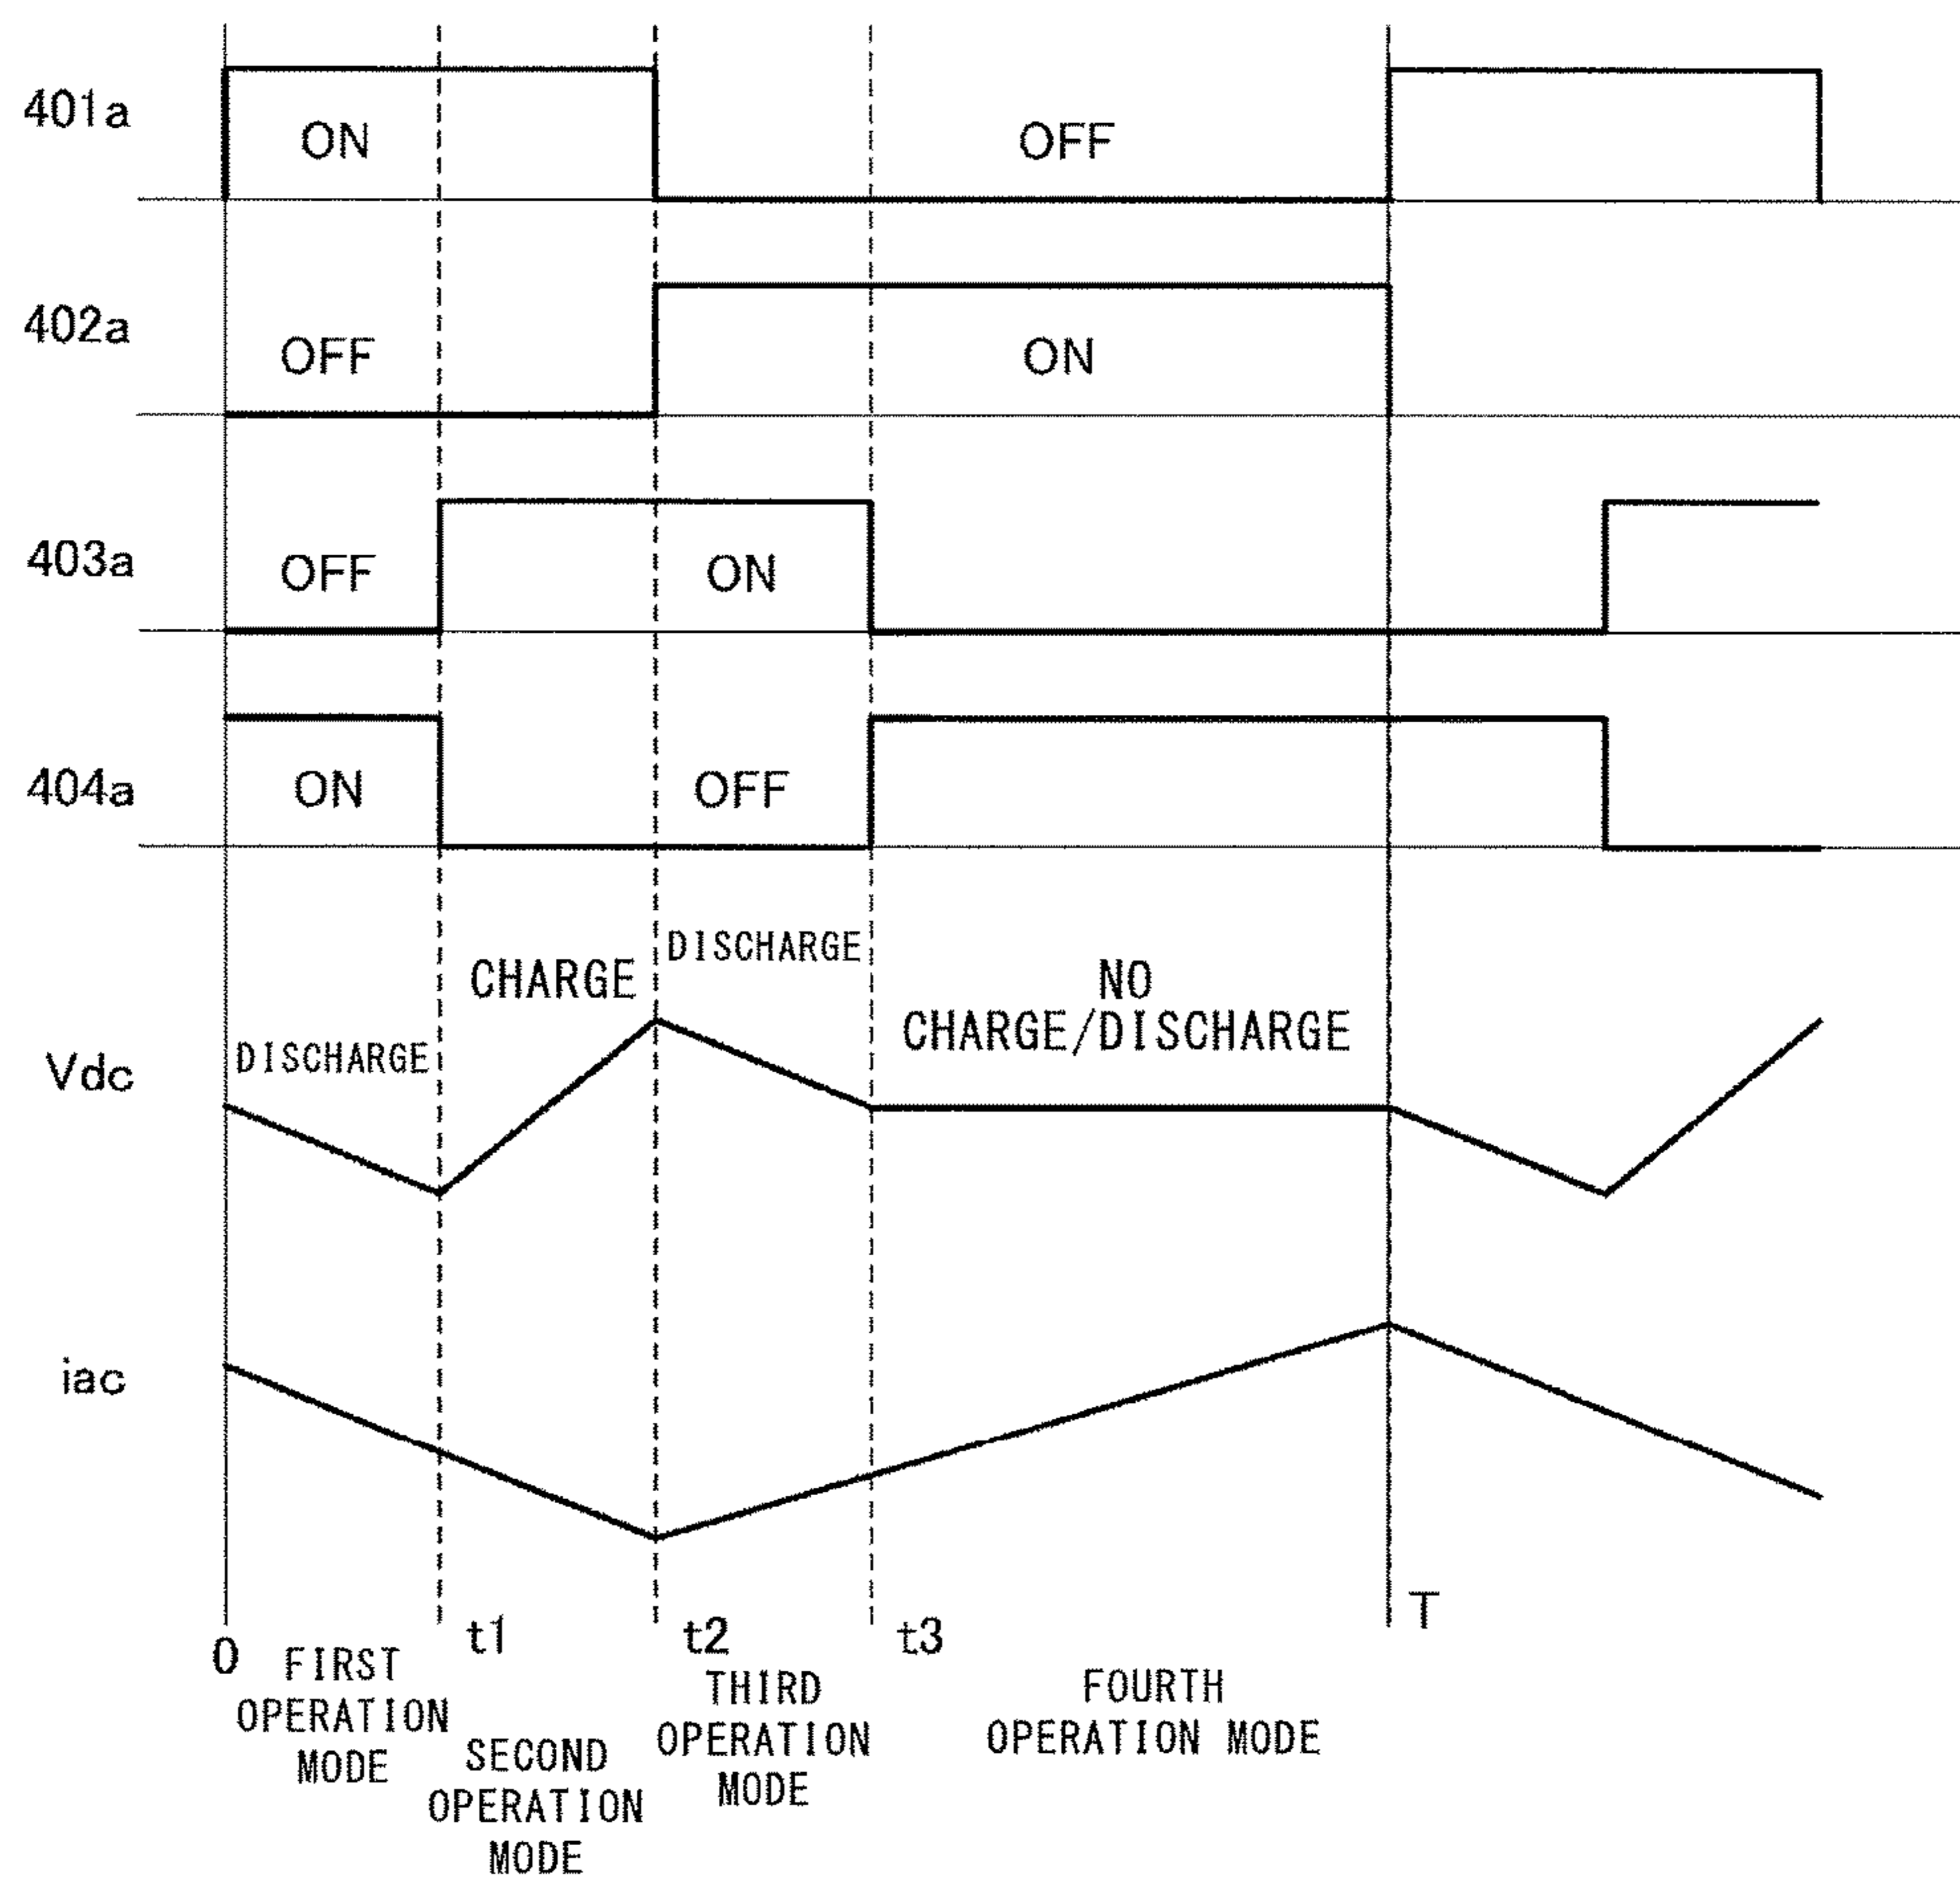 401a
ON
OFF
402a
OFF
ON
403a
OFF
ON
404a
ON
OFF
DISCHARGE
CHARGE
NO
CHARGE/DISCHARGE
DISCHARGE
Vdc
iac
0
t1
t2
t3
T
FIRST
OPERATION
MODE
SECOND
OPERATION
MODE
THIRD
OPERATION
MODE
FOURTH
OPERATION MODE